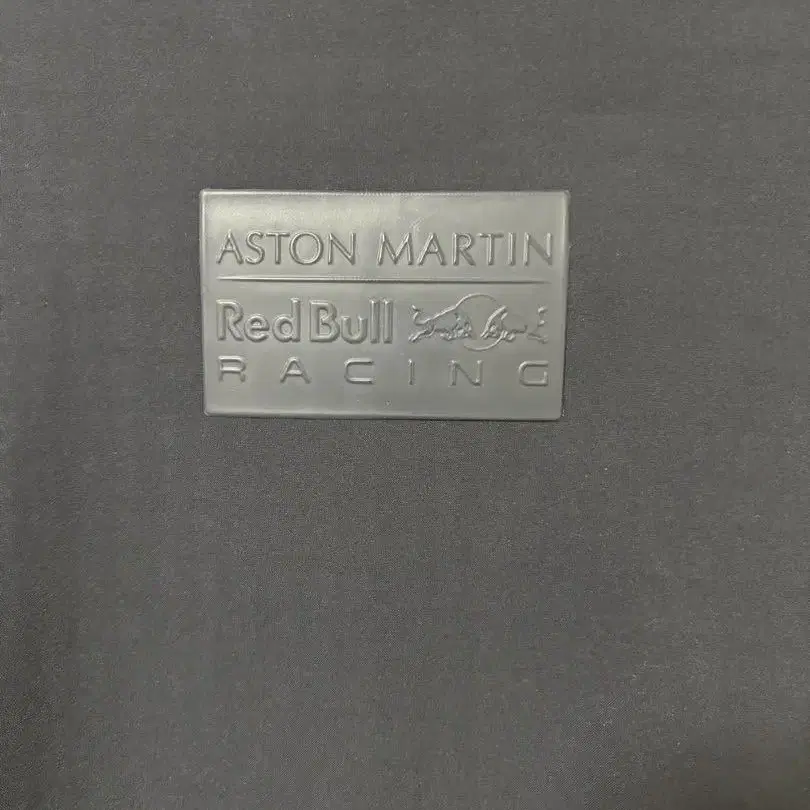 ASTON MARTIN
Red Bull
RACING